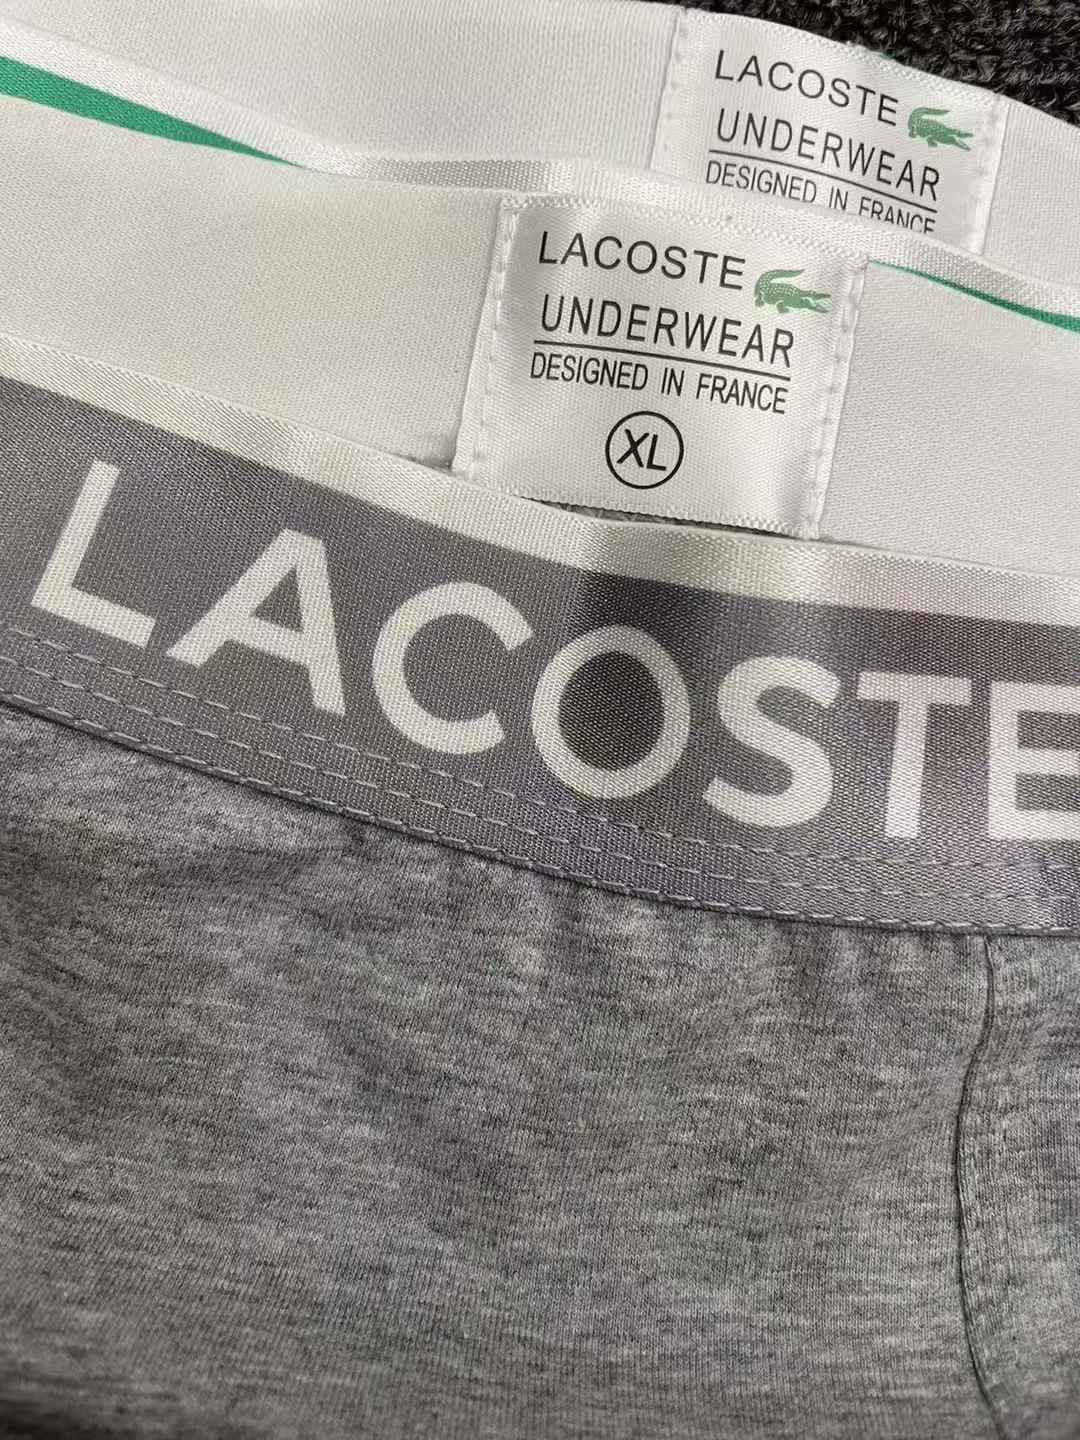 LACOSTE
UNDERWEAR
DESIGNED IN FRANCE
LACOSTE
UNDERWEAR
DESIGNED IN FRANCE
XL
LACOSTE